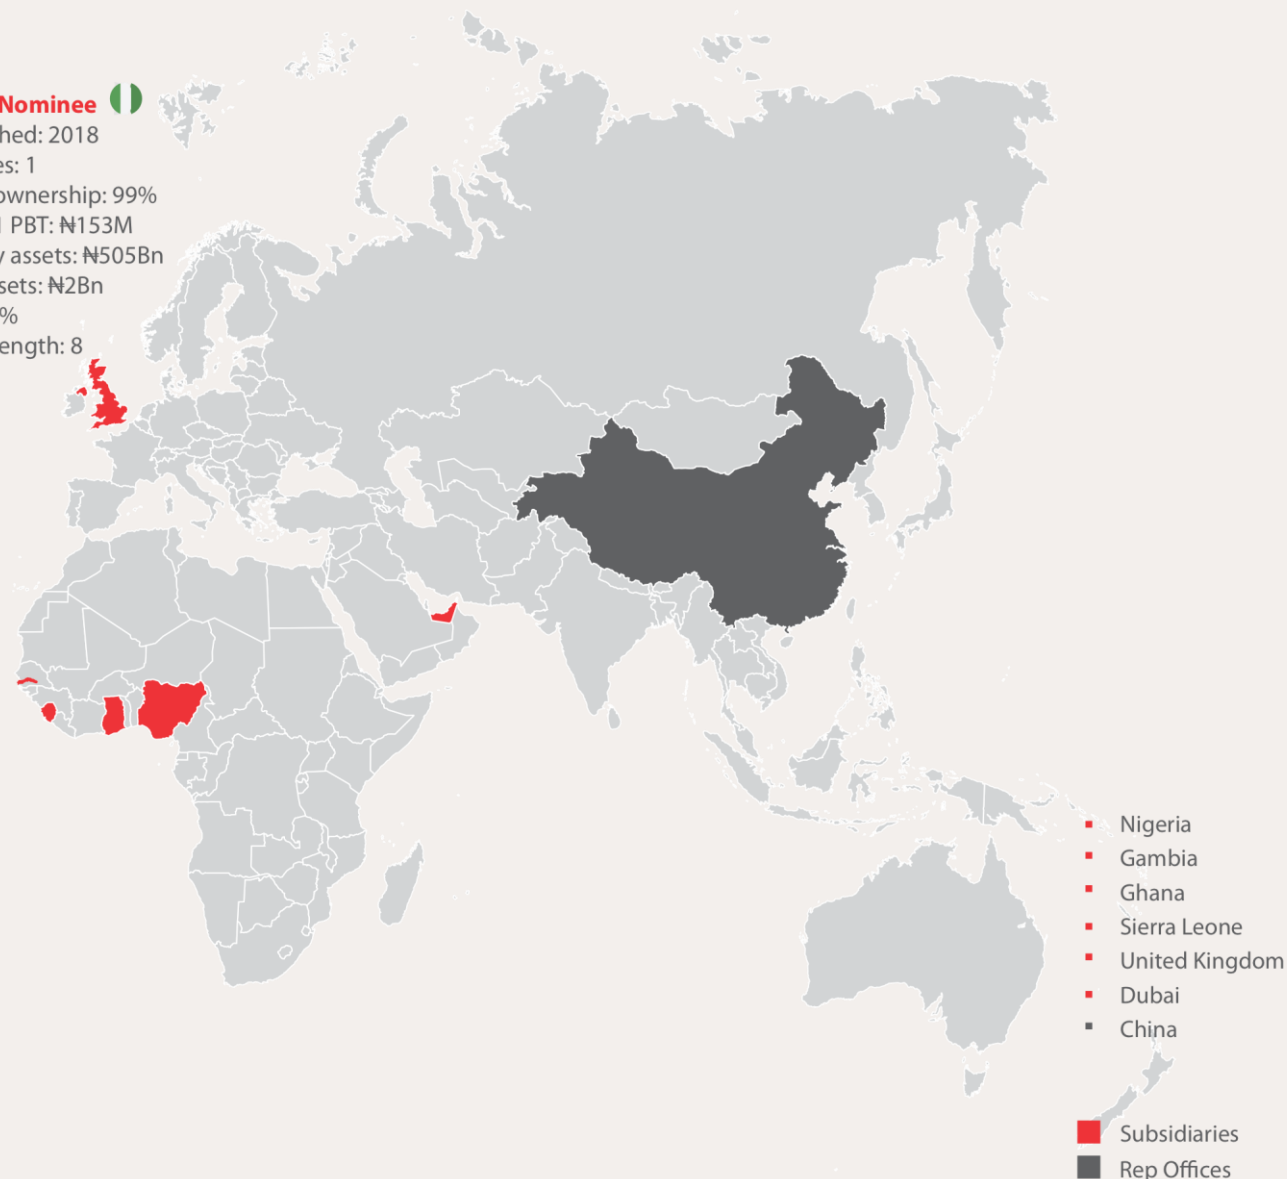 Nominee
hed: 2018
es: 1
ownership: 99%
PBT: ₦153M
y assets: ₦505Bn
sets: ₦2Bn
%
ength: 8
Nigeria
Gambia
Ghana
Sierra Leone
United Kingdom
Dubai
China
Subsidiaries
Rep Offices